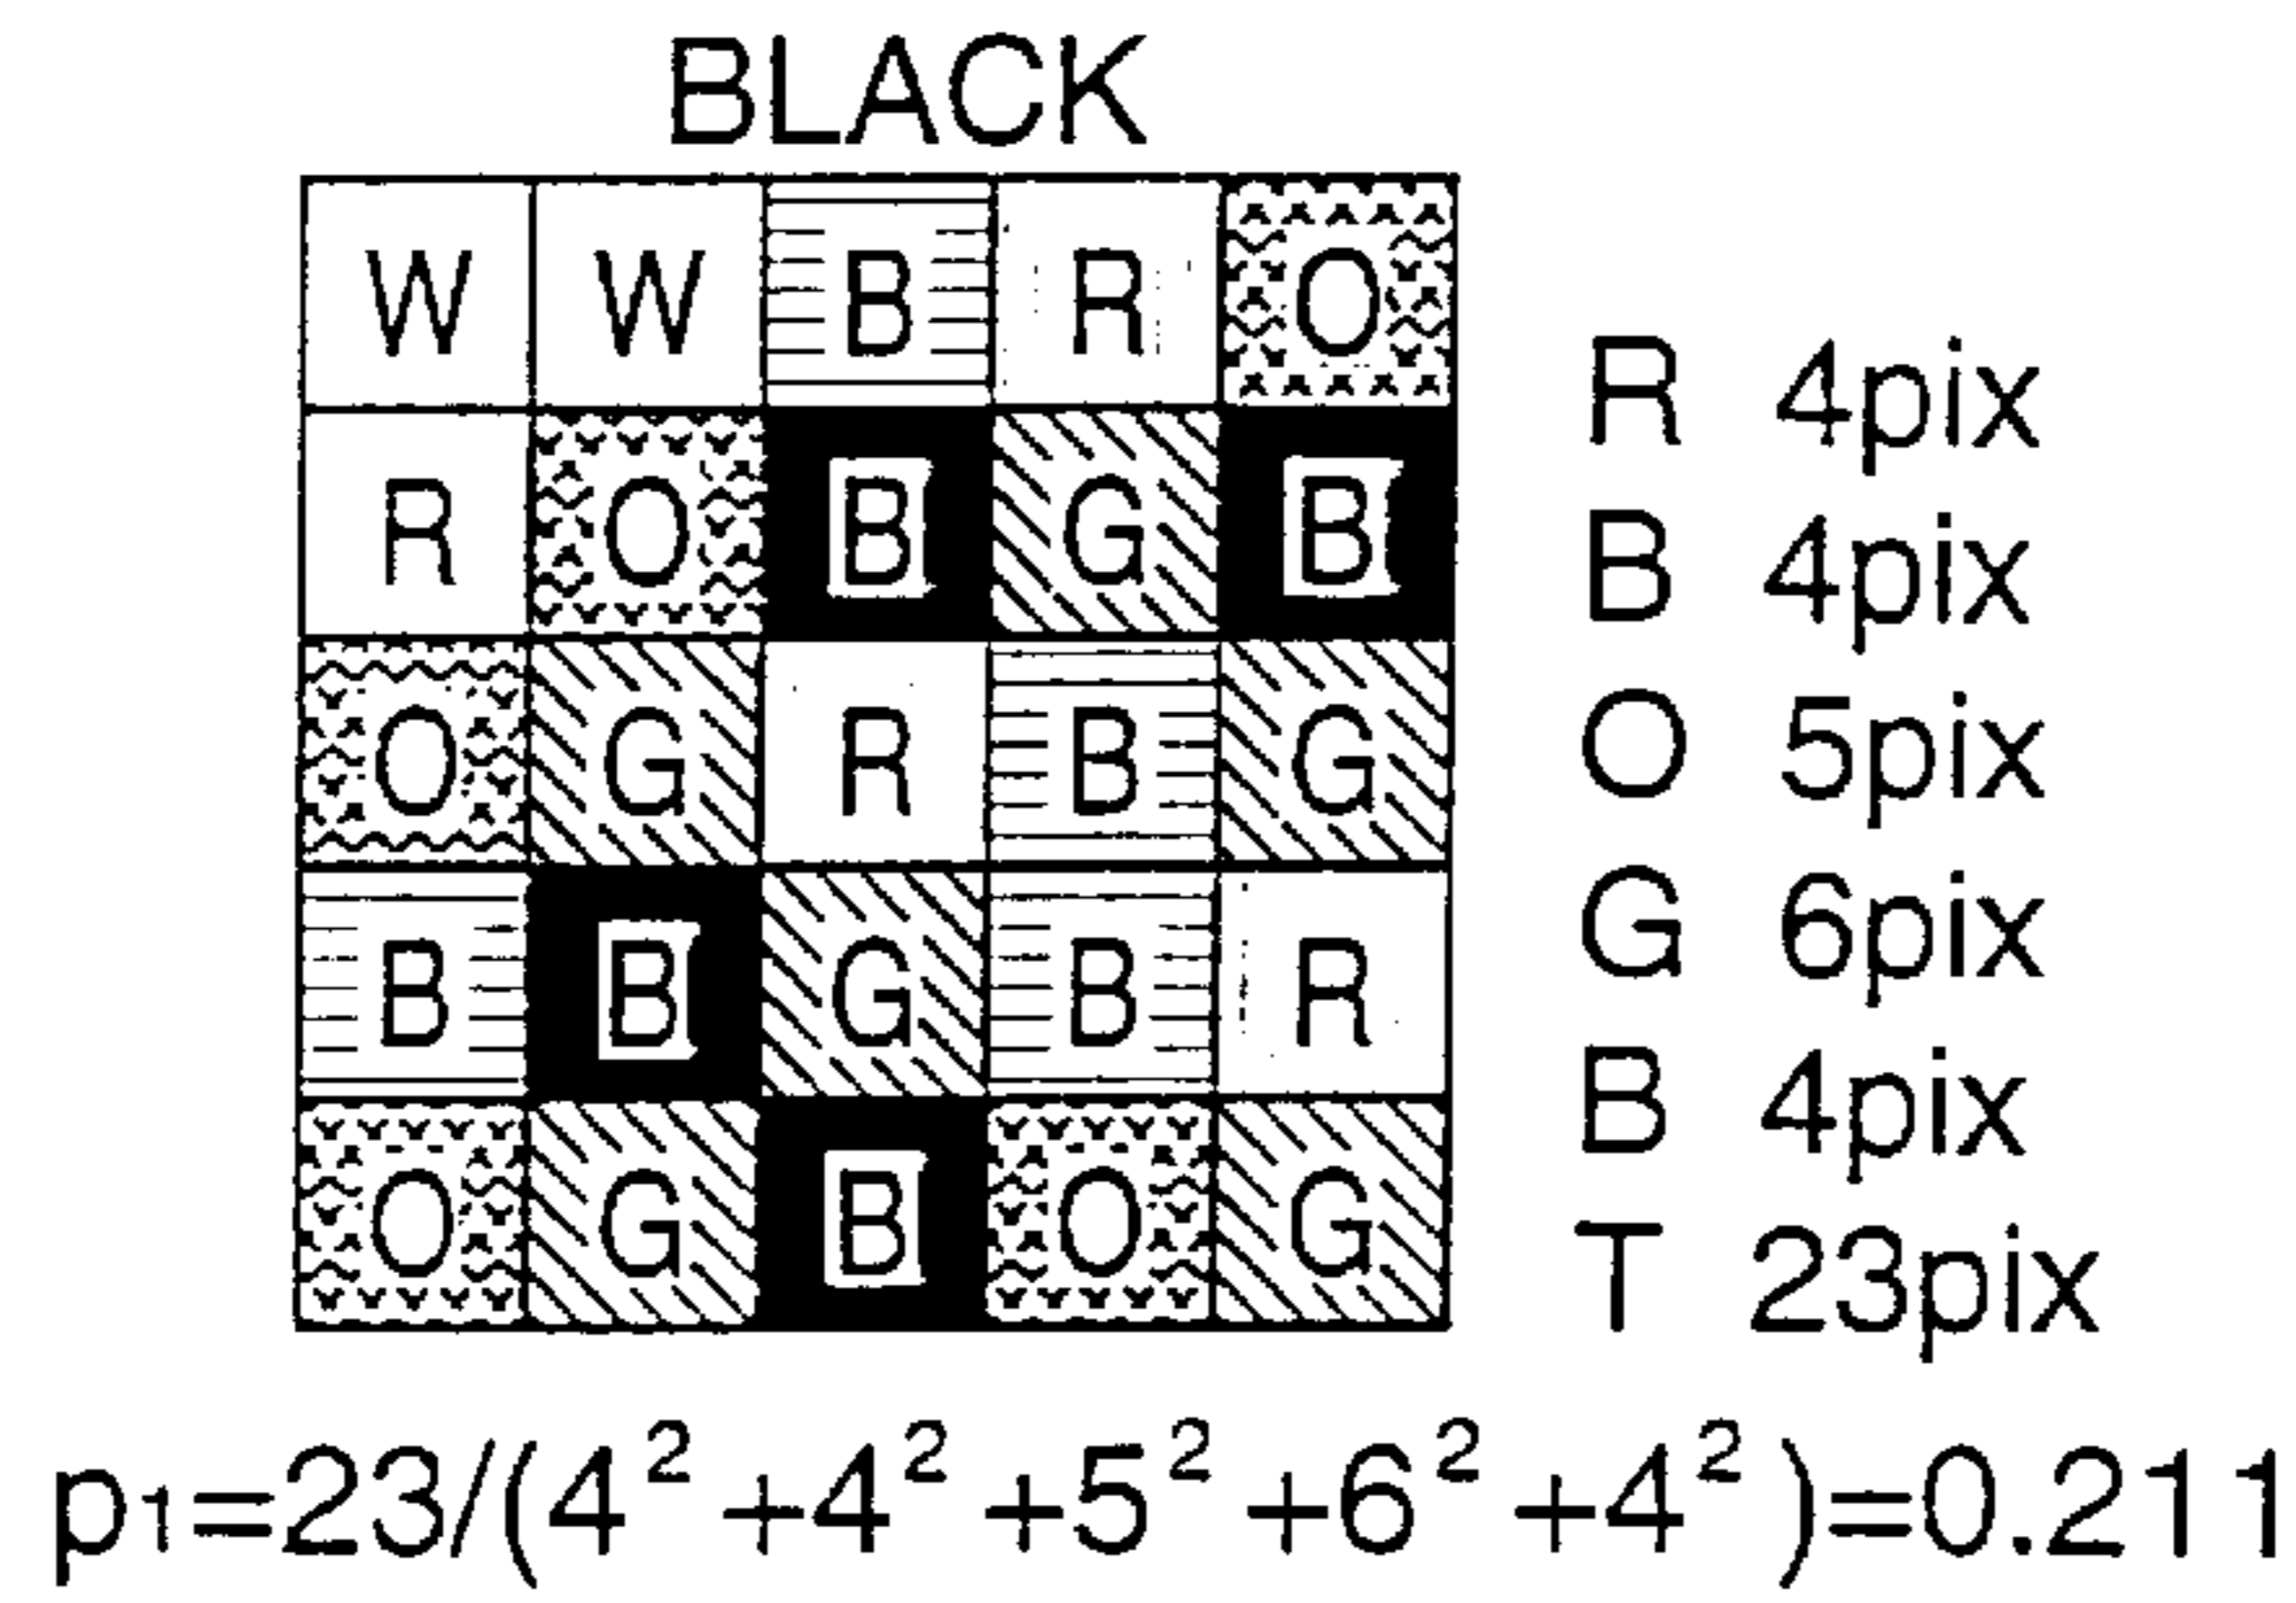 BLACK
W W B R O
R O B G B
O G R B G
B B G B R
O G B O G
R 4pix
B 4pix
O 5pix
G 6pix
B 4pix
T 23pix
p1=23/(4² +4² +5² +6² +4² )=0.211